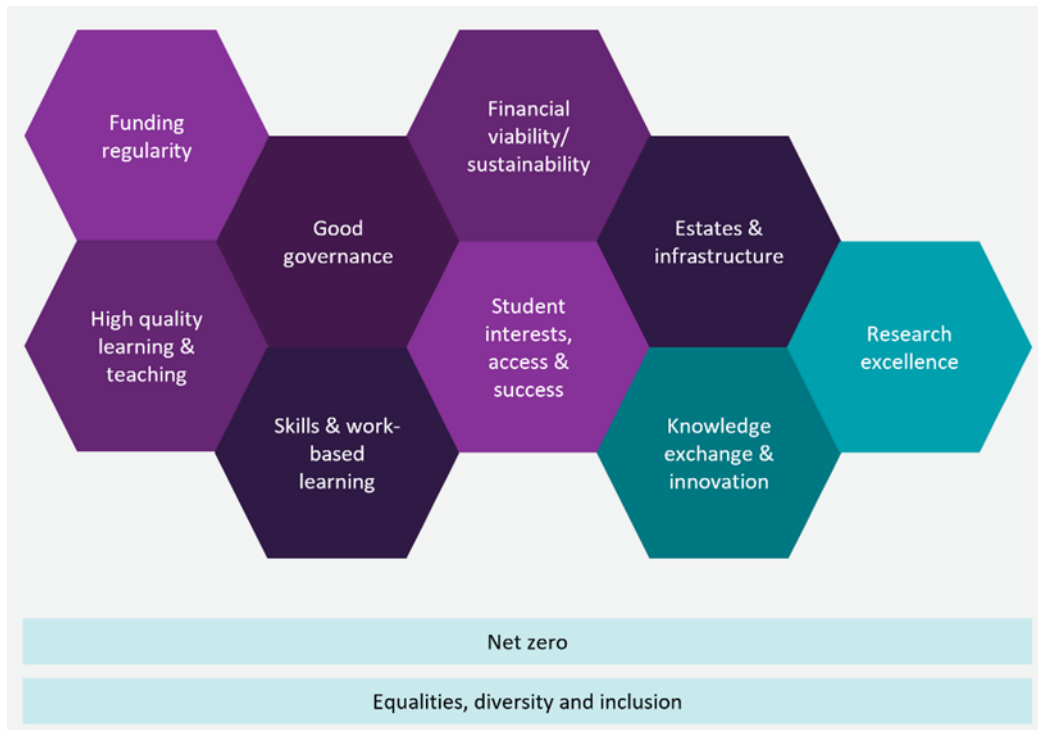 Funding
regularity
Financial
viability/
sustainability
Good
governance
Estates &
infrastructure
High quality
learning &
teaching
Student
interests,
access &
success
Research
excellence
Skills & work-
based
learning
Knowledge
exchange &
innovation
Net zero
Equalities, diversity and inclusion